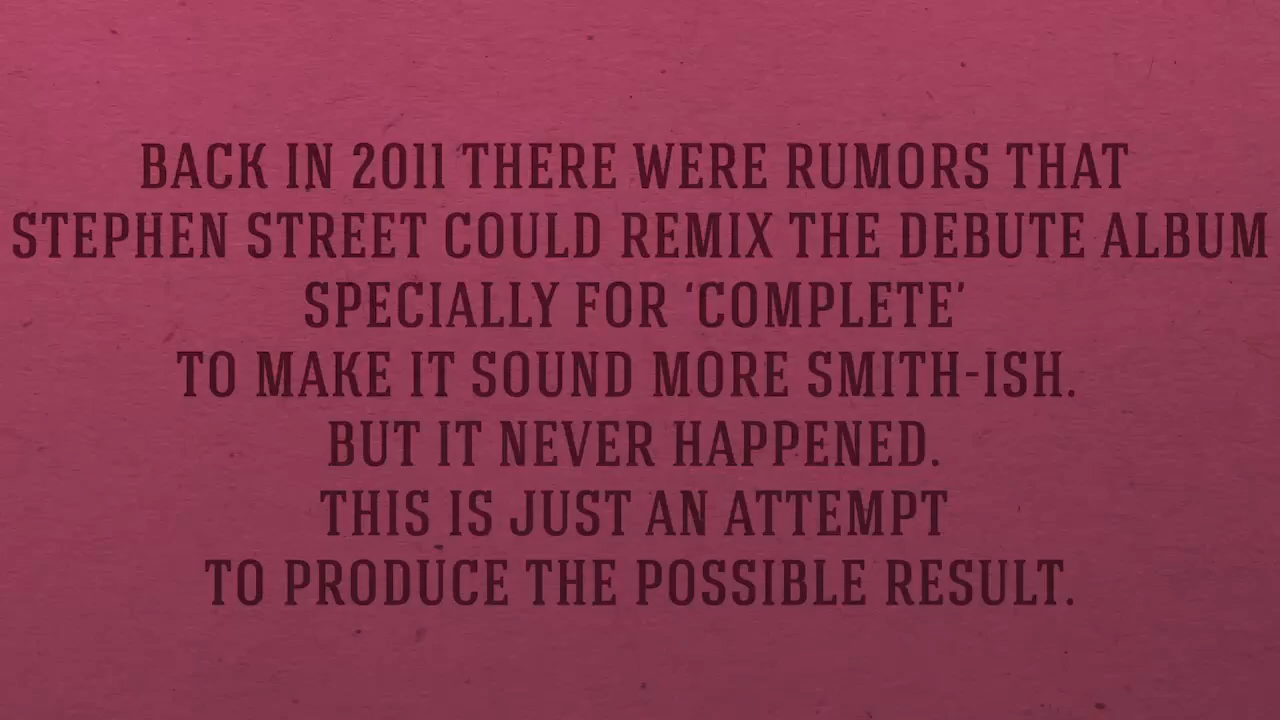 BACK IN 2011 THERE WERE RUMORS THAT
STEPHEN STREET COULD REMIX THE DEBUTE ALBUM
SPECIALLY FOR ‘COMPLETE’
TO MAKE IT SOUND MORE SMITH-ISH.
BUT IT NEVER HAPPENED.
THIS IS JUST AN ATTEMPT
TO PRODUCE THE POSSIBLE RESULT.